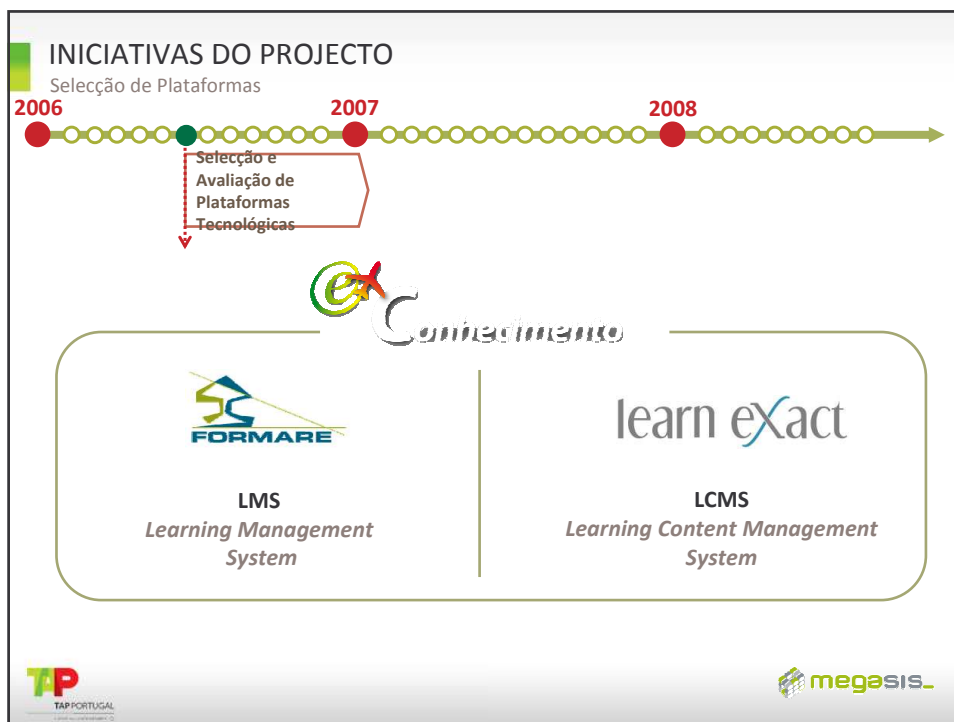 INICIATIVAS DO PROJECTO
Selecção de Plataformas
2006
2007
2008
Selecção e
Avaliação de
Plataformas
Tecnológicas
Conhecimento
FORMARE
learn eXact
LMS
Learning Management
System
LCMS
Learning Content Management
System
TAP
TAP PORTUGAL
megasis_